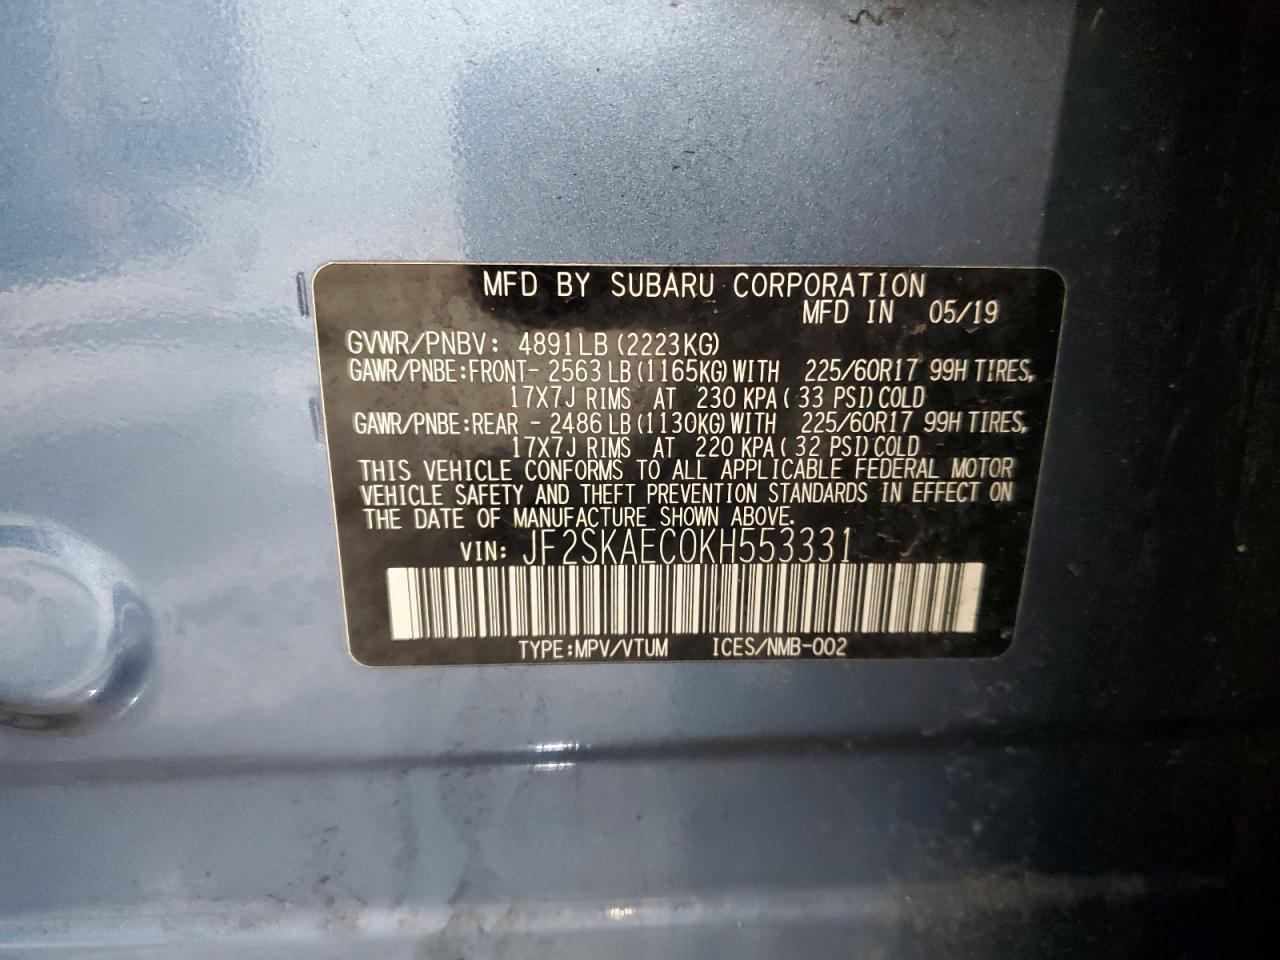 MFD BY SUBARU CORPORATION
MFD IN 05/19
GVWR/PNBV: 4891LB (2223KG)
GAWR/PNBE:FRONT- 2563 LB (1165KG) WITH 225/60R17 99H TIRES,
17X7J RIMS AT 230 KPA ( 33 PSI) COLD
GAWR/PNBE:REAR - 2486 LB (1130KG) WITH 225/60R17 99H TIRES,
17X7J RIMS AT 220 KPA ( 32 PSI) COLD
THIS VEHICLE CONFORMS TO ALL APPLICABLE FEDERAL MOTOR
VEHICLE SAFETY AND THEFT PREVENTION STANDARDS IN EFFECT ON
THE DATE OF MANUFACTURE SHOWN ABOVE.
VIN: JF2SKAEC0KH553331
TYPE:MPV/VTUM ICES/NMB-002